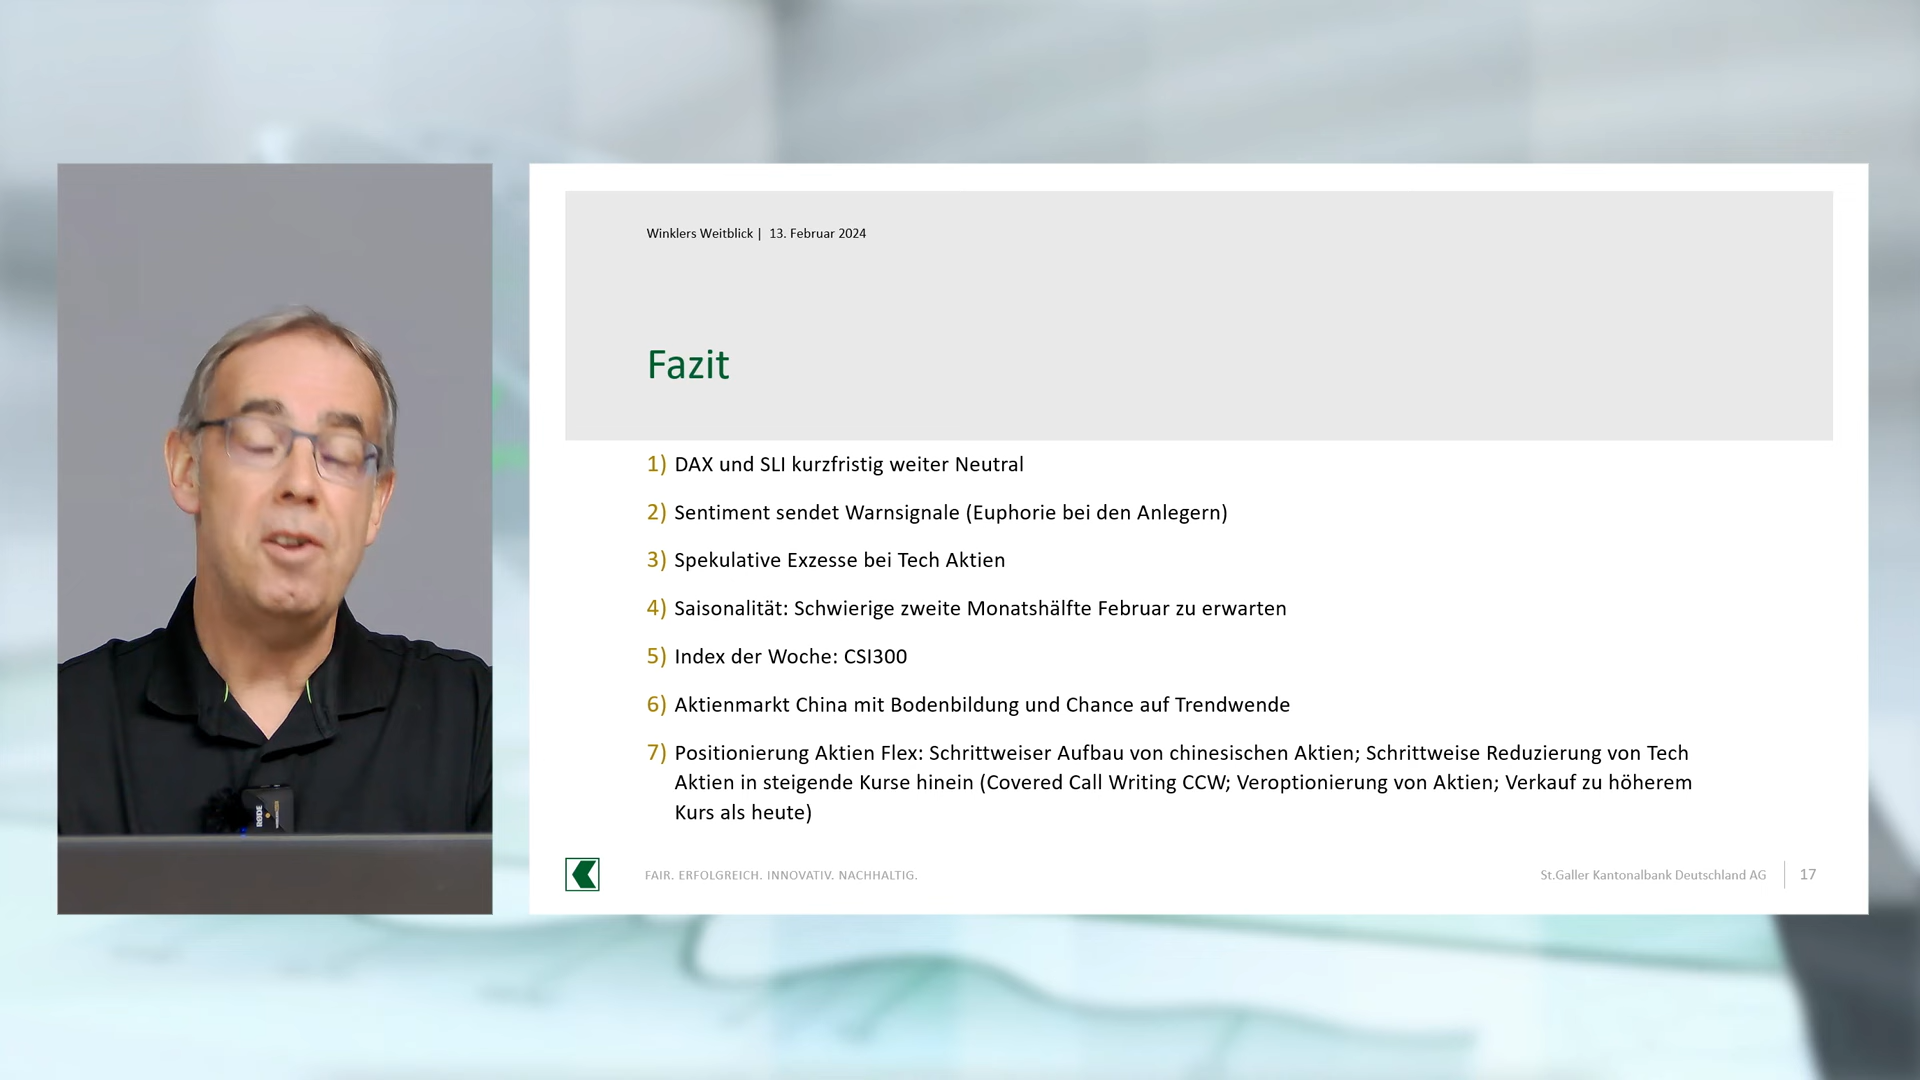 Winklers Weitblick | 13. Februar 2024
Fazit
1) DAX und SLI kurzfristig weiter Neutral
2) Sentiment sendet Warnsignale (Euphorie bei den Anlegern)
3) Spekulative Exzesse bei Tech Aktien
4) Saisonalität: Schwierige zweite Monatshälfte Februar zu erwarten
5) Index der Woche: CSI300
6) Aktienmarkt China mit Bodenbildung und Chance auf Trendwende
7) Positionierung Aktien Flex: Schrittweiser Aufbau von chinesischen Aktien; Schrittweise Reduzierung von Tech
Aktien in steigende Kurse hinein (Covered Call Writing CCW; Veroptionierung von Aktien; Verkauf zu höherem
Kurs als heute)
RØDE
FAIR. ERFOLGREICH. INNOVATIV. NACHHALTIG.
St.Galler Kantonalbank Deutschland AG
17